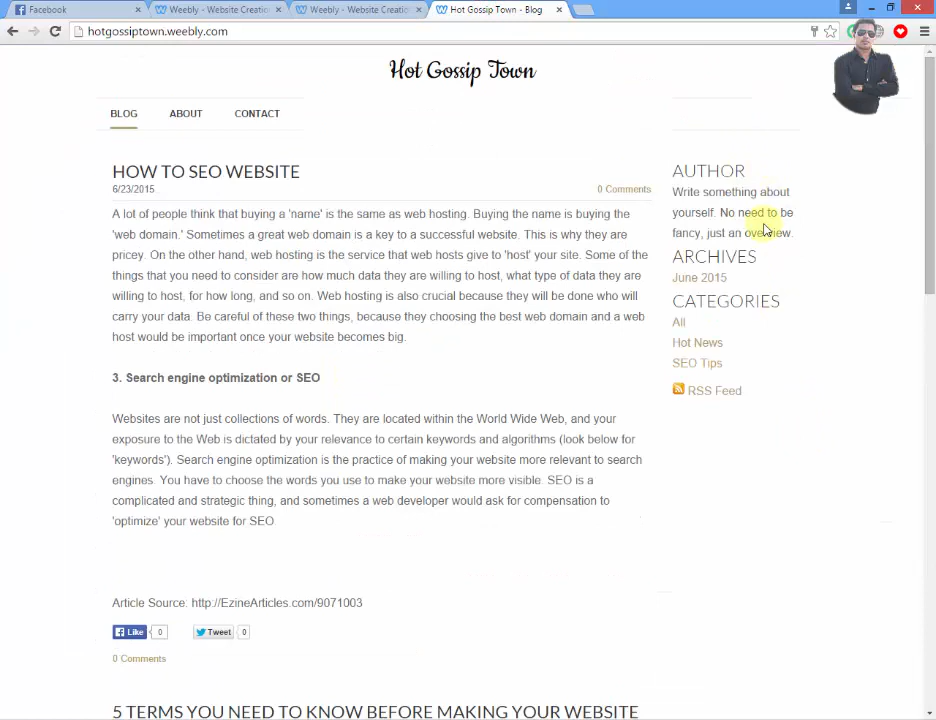 Facebook
Weebly - Website Creatio
Weebly - Website Creatio
Hot Gossip Town - Blog
hotgossiptown.weebly.com
Hot Gossip Town
BLOG
ABOUT
CONTACT
HOW TO SEO WEBSITE
6/23/2015
0 Comments
A lot of people think that buying a 'name' is the same as web hosting. Buying the name is buying the
'web domain.' Sometimes a great web domain is a key to a successful website. This is why they are
pricey. On the other hand, web hosting is the service that web hosts give to 'host' your site. Some of the
things that you need to consider are how much data they are willing to host, what type of data they are
willing to host, for how long, and so on. Web hosting is also crucial because they will be done who will
carry your data. Be careful of these two things, because they choosing the best web domain and a web
host would be important once your website becomes big.
3. Search engine optimization or SEO
Websites are not just collections of words. They are located within the World Wide Web, and your
exposure to the Web is dictated by your relevance to certain keywords and algorithms (look below for
'keywords'). Search engine optimization is the practice of making your website more relevant to search
engines. You have to choose the words you use to make your website more visible. SEO is a
complicated and strategic thing, and sometimes a web developer would ask for compensation to
'optimize' your website for SEO.
Article Source: http://EzineArticles.com/9071003
Like 0
Tweet 0
0 Comments
5 TERMS YOU NEED TO KNOW BEFORE MAKING YOUR WEBSITE
AUTHOR
Write something about
yourself. No need to be
fancy, just an overview.
ARCHIVES
June 2015
CATEGORIES
All
Hot News
SEO Tips
RSS Feed